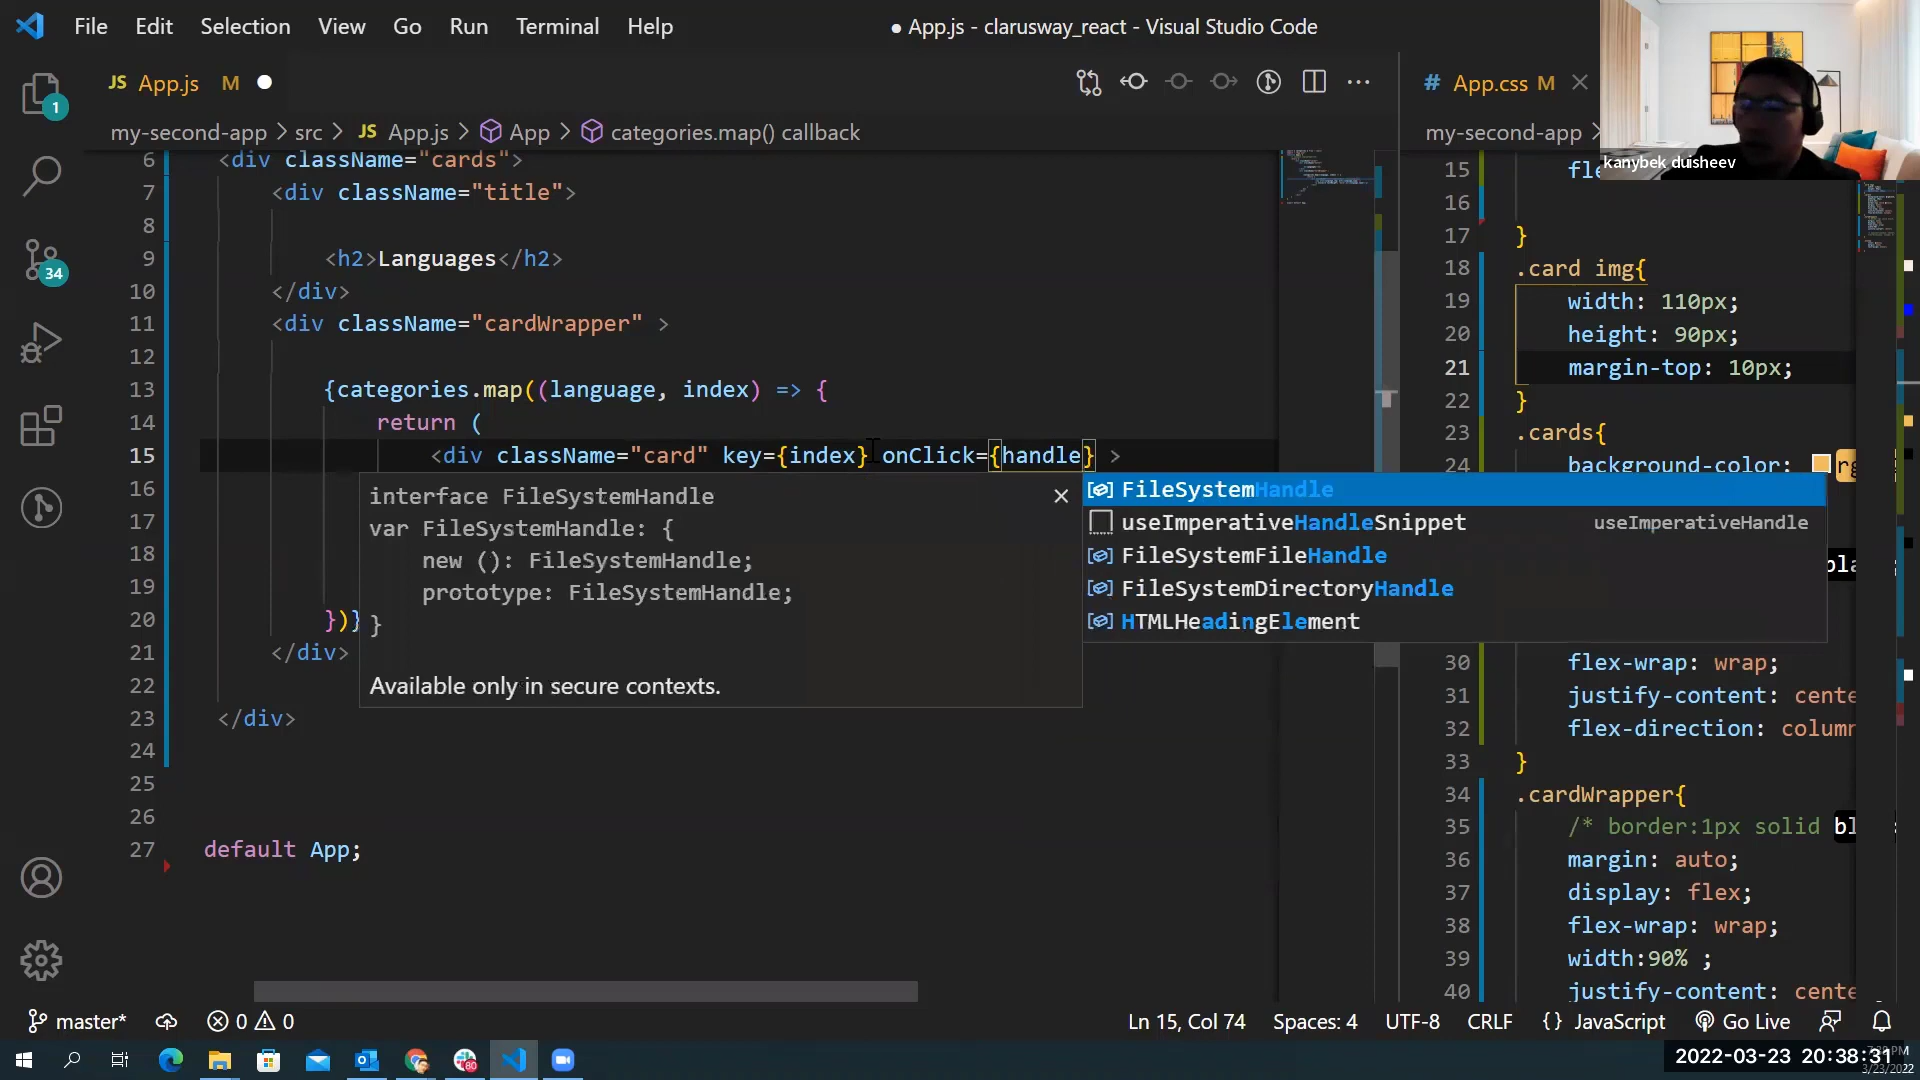 File Edit Selection View Go Run Terminal Help
● App.js - clarusway_react - Visual Studio Code
JS App.js M
# App.css M
my-second-app > src > JS App.js > App > categories.map() callback
my-second-app
kanybek duisheev
6 <div className="cards">
7 <div className="title">
8
9 <h2>Languages</h2>
10 </div>
11 <div className="cardWrapper" >
12
13 {categories.map((language, index) => {
14 return (
15 <div className="card" key={index} onClick={handle} >
16
17
18
19
20 })}
21 </div>
22
23 </div>
24
25
26
27 default App;
interface FileSystemHandle
var FileSystemHandle: {
new (): FileSystemHandle;
prototype: FileSystemHandle;
}
Available only in secure contexts.
FileSystemHandle
useImperativeHandleSnippet useImperativeHandle
FileSystemFileHandle
FileSystemDirectoryHandle
HTMLHeadingElement
15
16
17 }
18 .card img{
19 width: 110px;
20 height: 90px;
21 margin-top: 10px;
22 }
23 .cards{
24 background-color:
30 flex-wrap: wrap;
31 justify-content: cente
32 flex-direction: column
33 }
34 .cardWrapper{
35 /* border:1px solid bl
36 margin: auto;
37 display: flex;
38 flex-wrap: wrap;
39 width:90% ;
40 justify-content: cente
1
34
master* 0 0
Ln 15, Col 74 Spaces: 4 UTF-8 CRLF {} JavaScript Go Live
80
2022-03-23 20:38:31
3/23/2022